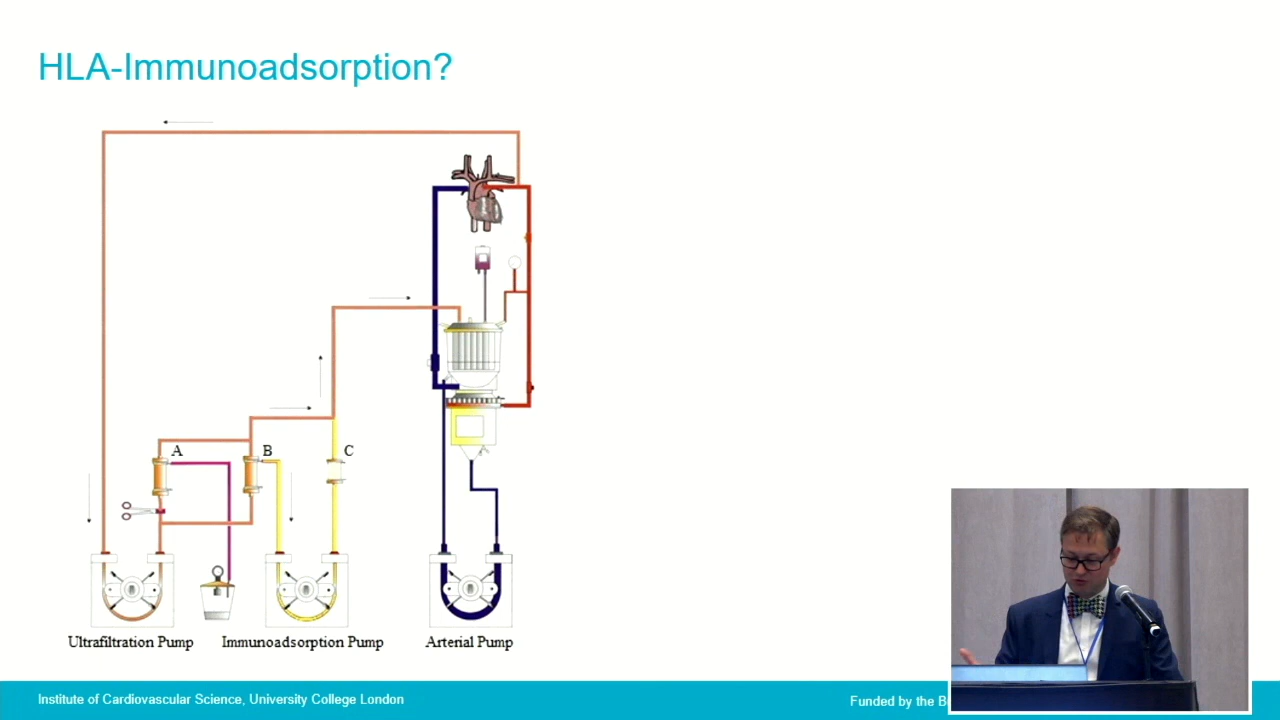 HLA-Immunoadsorption?
A
B
C
Ultrafiltration Pump
Immunoadsorption Pump
Arterial Pump
Institute of Cardiovascular Science, University College London
Funded by the